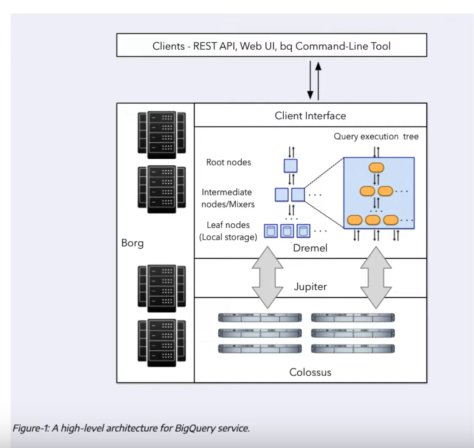 Clients - REST API, Web UI, bq Command-Line Tool
Client Interface
Query execution tree
Root nodes
Intermediate
nodes/Mixers
Leaf nodes
(Local storage)
Dremel
Borg
Jupiter
Colossus
Figure-1: A high-level architecture for BigQuery service.